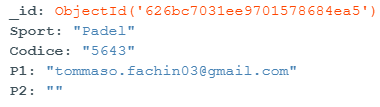 _id: ObjectId('626bc7031ee9701578684ea5')
Sport: "Padel"
Codice: "5643"
P1: "tommaso.fachin03@gmail.com"
P2: ""